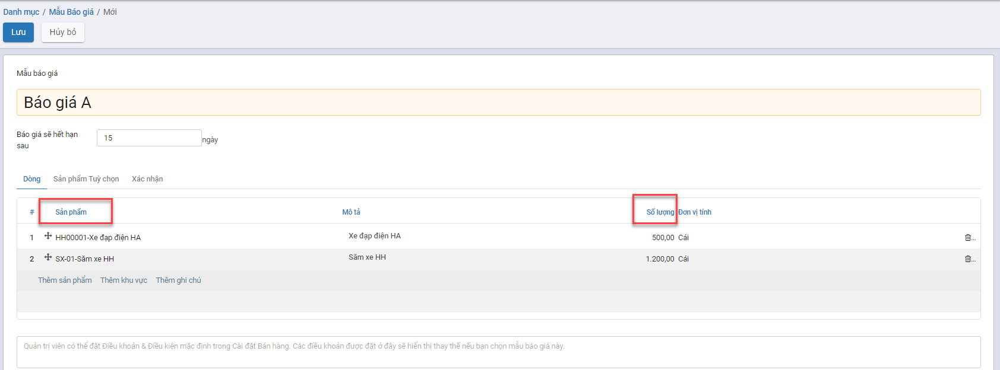 Danh mục / Mẫu Báo giá / Mới
Lưu Hủy bỏ
Mẫu báo giá
Báo giá A
Báo giá sẽ hết hạn sau 15 ngày
Dòng Sản phẩm Tuỳ chọn Xác nhận
# Sản phẩm Mô tả Số lượng Đơn vị tính
1 HH00001-Xe đạp điện HA Xe đạp điện HA 500,00 Cái ...
2 SX-01-Săm xe HH Săm xe HH 1.200,00 Cái ...
Thêm sản phẩm Thêm khu vực Thêm ghi chú
Quản trị viên có thể đặt Điều khoản & Điều kiện mặc định trong Cài đặt Bán hàng. Các điều khoản được đặt ở đây sẽ hiển thị thay thế nếu bạn chọn mẫu báo giá này.